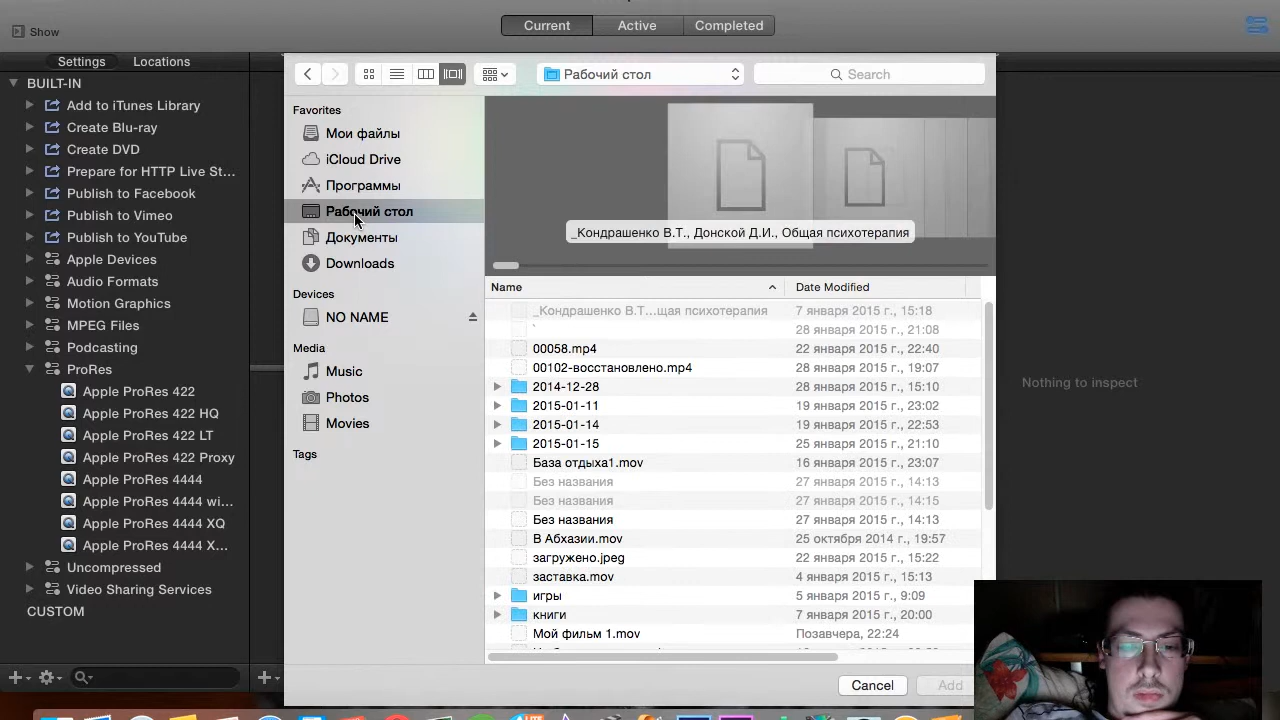 Show
Current
Active
Completed
Settings
Locations
BUILT-IN
Add to iTunes Library
Create Blu-ray
Create DVD
Prepare for HTTP Live St...
Publish to Facebook
Publish to Vimeo
Publish to YouTube
Apple Devices
Audio Formats
Motion Graphics
MPEG Files
Podcasting
ProRes
Apple ProRes 422
Apple ProRes 422 HQ
Apple ProRes 422 LT
Apple ProRes 422 Proxy
Apple ProRes 4444
Apple ProRes 4444 wi...
Apple ProRes 4444 XQ
Apple ProRes 4444 X...
Uncompressed
Video Sharing Services
CUSTOM
Рабочий стол
Search
Favorites
Мои файлы
iCloud Drive
Программы
Рабочий стол
Документы
Downloads
Devices
NO NAME
Media
Music
Photos
Movies
Tags
_Кондрашенко В.Т., Донской Д.И., Общая психотерапия
Name Date Modified
_Кондрашенко В.Т...щая психотерапия 7 января 2015 г., 15:18
` 28 января 2015 г., 21:08
00058.mp4 22 января 2015 г., 22:40
00102-восстановлено.mp4 28 января 2015 г., 19:07
2014-12-28 28 января 2015 г., 15:10
2015-01-11 19 января 2015 г., 23:02
2015-01-14 19 января 2015 г., 22:53
2015-01-15 25 января 2015 г., 21:10
База отдыха1.mov 16 января 2015 г., 23:07
Без названия 27 января 2015 г., 14:13
Без названия 27 января 2015 г., 14:15
Без названия 27 января 2015 г., 14:13
В Абхазии.mov 25 октября 2014 г., 19:57
загружено.jpeg 22 января 2015 г., 15:22
заставка.mov 4 января 2015 г., 15:13
игры 5 января 2015 г., 9:09
книги 7 января 2015 г., 20:00
Мой фильм 1.mov Позавчера, 22:24
Cancel
Add
Nothing to inspect